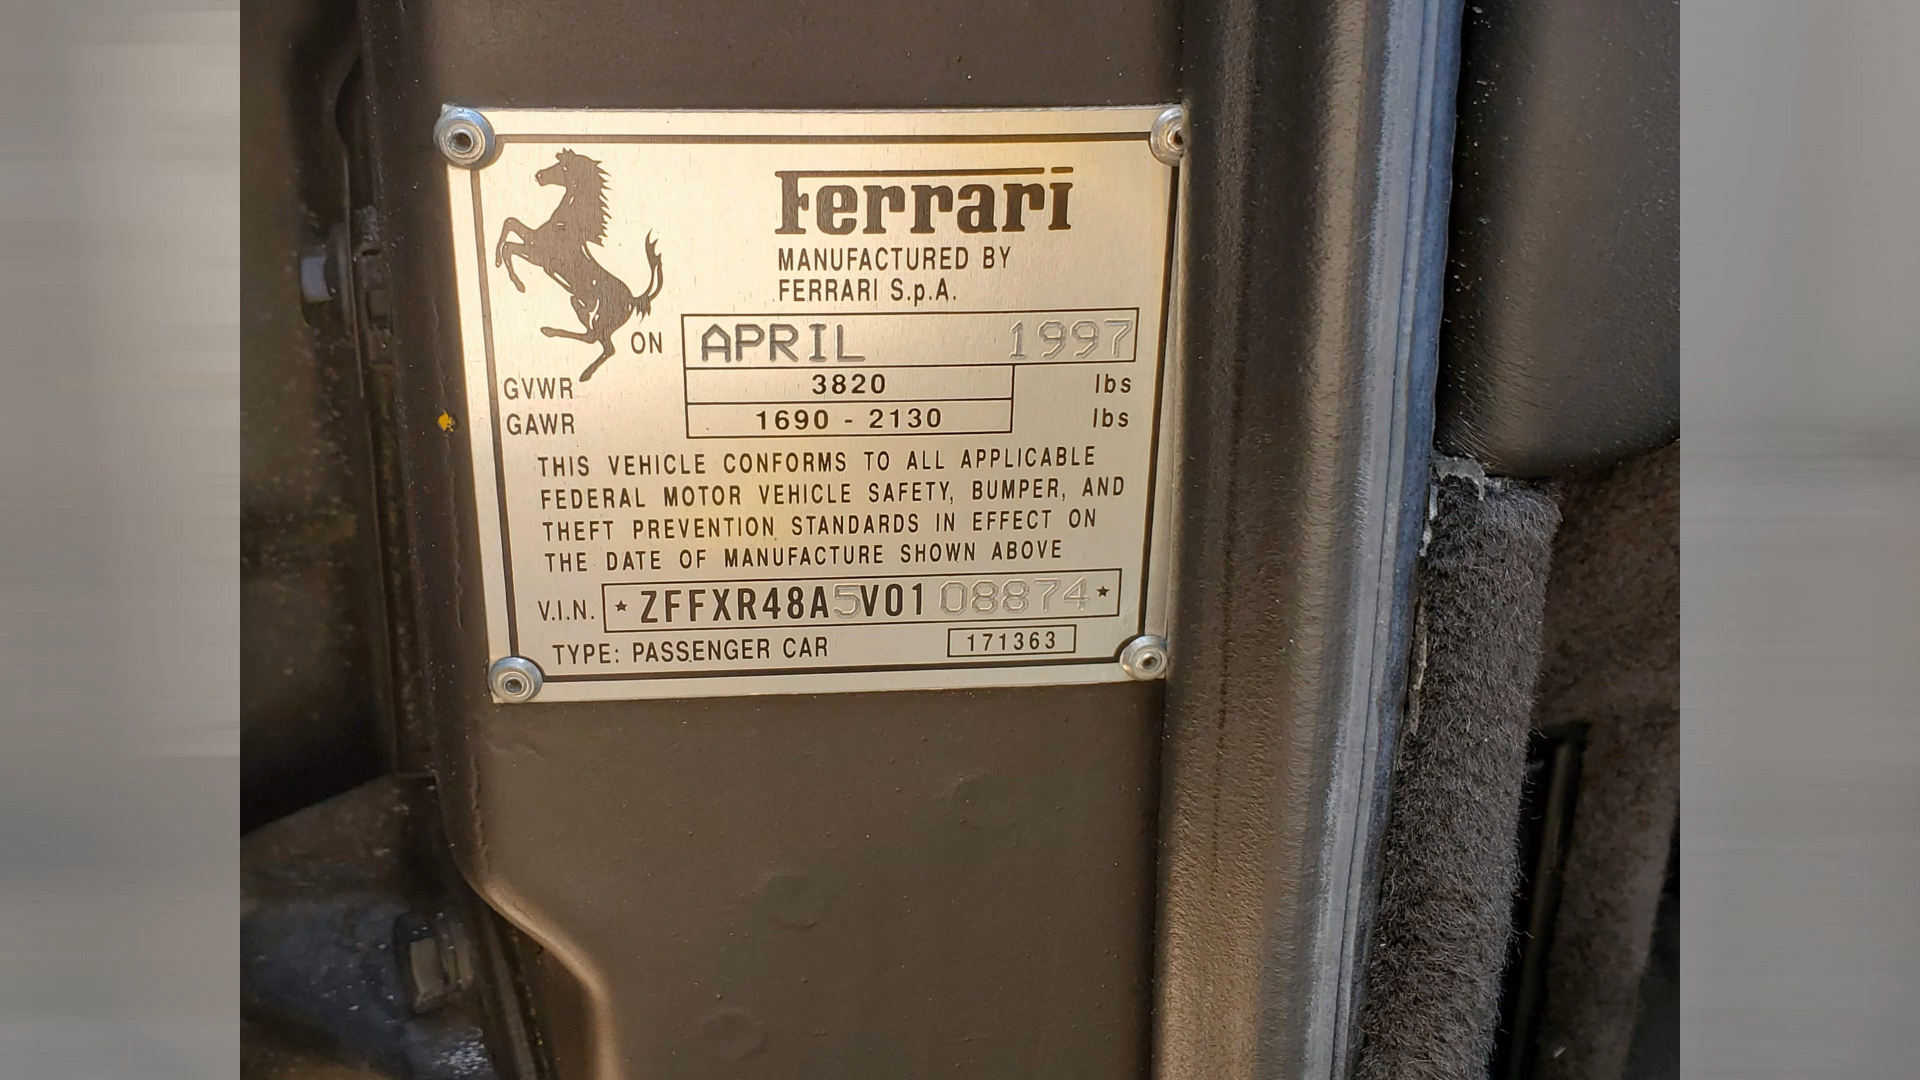 Ferrari
MANUFACTURED BY
FERRARI S.p.A.
ON APRIL 1997
GVWR 3820 lbs
GAWR 1690 - 2130 lbs
THIS VEHICLE CONFORMS TO ALL APPLICABLE
FEDERAL MOTOR VEHICLE SAFETY, BUMPER, AND
THEFT PREVENTION STANDARDS IN EFFECT ON
THE DATE OF MANUFACTURE SHOWN ABOVE
V.I.N. * ZFFXR48A5V0108874 *
TYPE: PASSENGER CAR 171363